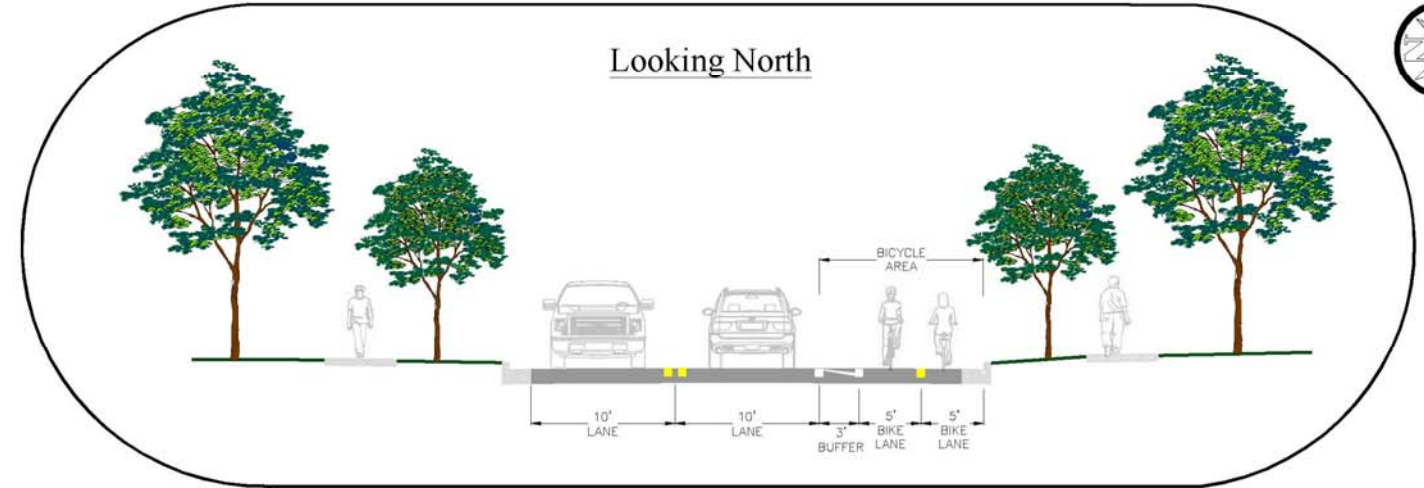 Looking North
N
BICYCLE
AREA
10'
LANE
10'
LANE
3'
BUFFER
5'
BIKE
LANE
5'
BIKE
LANE